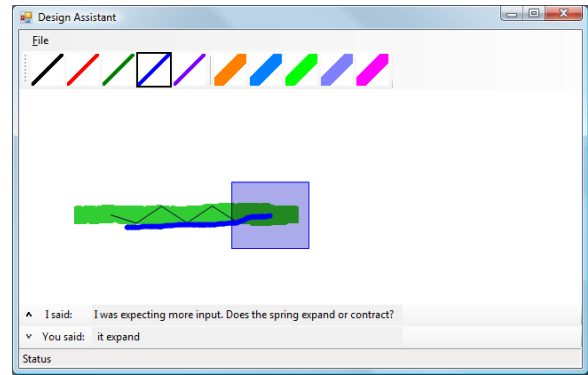 Design Assistant
File
I said: I was expecting more input. Does the spring expand or contract?
You said: it expand
Status